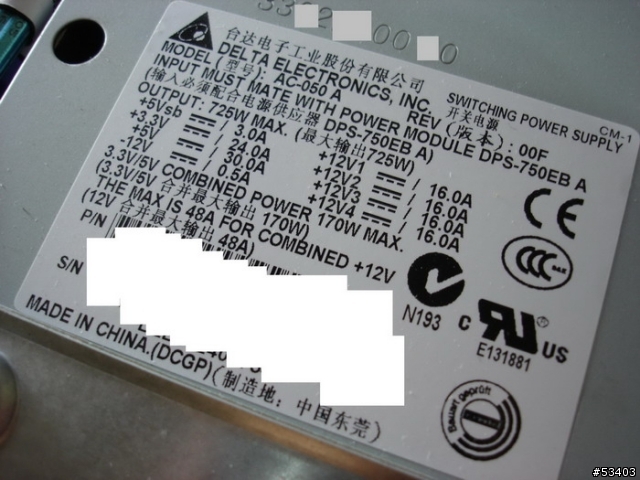 台达电子工业股份有限公司
DELTA ELECTRONICS, INC.
SWITCHING POWER SUPPLY
开关电源
CM-1
MODEL (型号): AC-050 A
REV (版本): 00F
INPUT MUST MATE WITH POWER MODULE DPS-750EB A
(输入必须配合电源供应器 DPS-750EB A)
OUTPUT: 725W MAX. (最大输出725W)
+5Vsb ⎓ / 3.0A +12V1 ⎓ / 16.0A
+3.3V ⎓ / 24.0A +12V2 ⎓ / 16.0A
+5V ⎓ / 30.0A +12V3 ⎓ / 16.0A
-12V ⎓ / 0.5A +12V4 ⎓ / 16.0A
3.3V/5V COMBINED POWER 170W MAX.
(3.3V/5V 合并最大输出 170W)
THE MAX IS 48A FOR COMBINED +12V
(12V 合并最大输出 48A)
P/N
S/N
CE
CCC
S&E
N193
c UR ® US
E131881
MADE IN CHINA.(DCGP)(制造地: 中国东莞)
Bauart geprüft
#53403